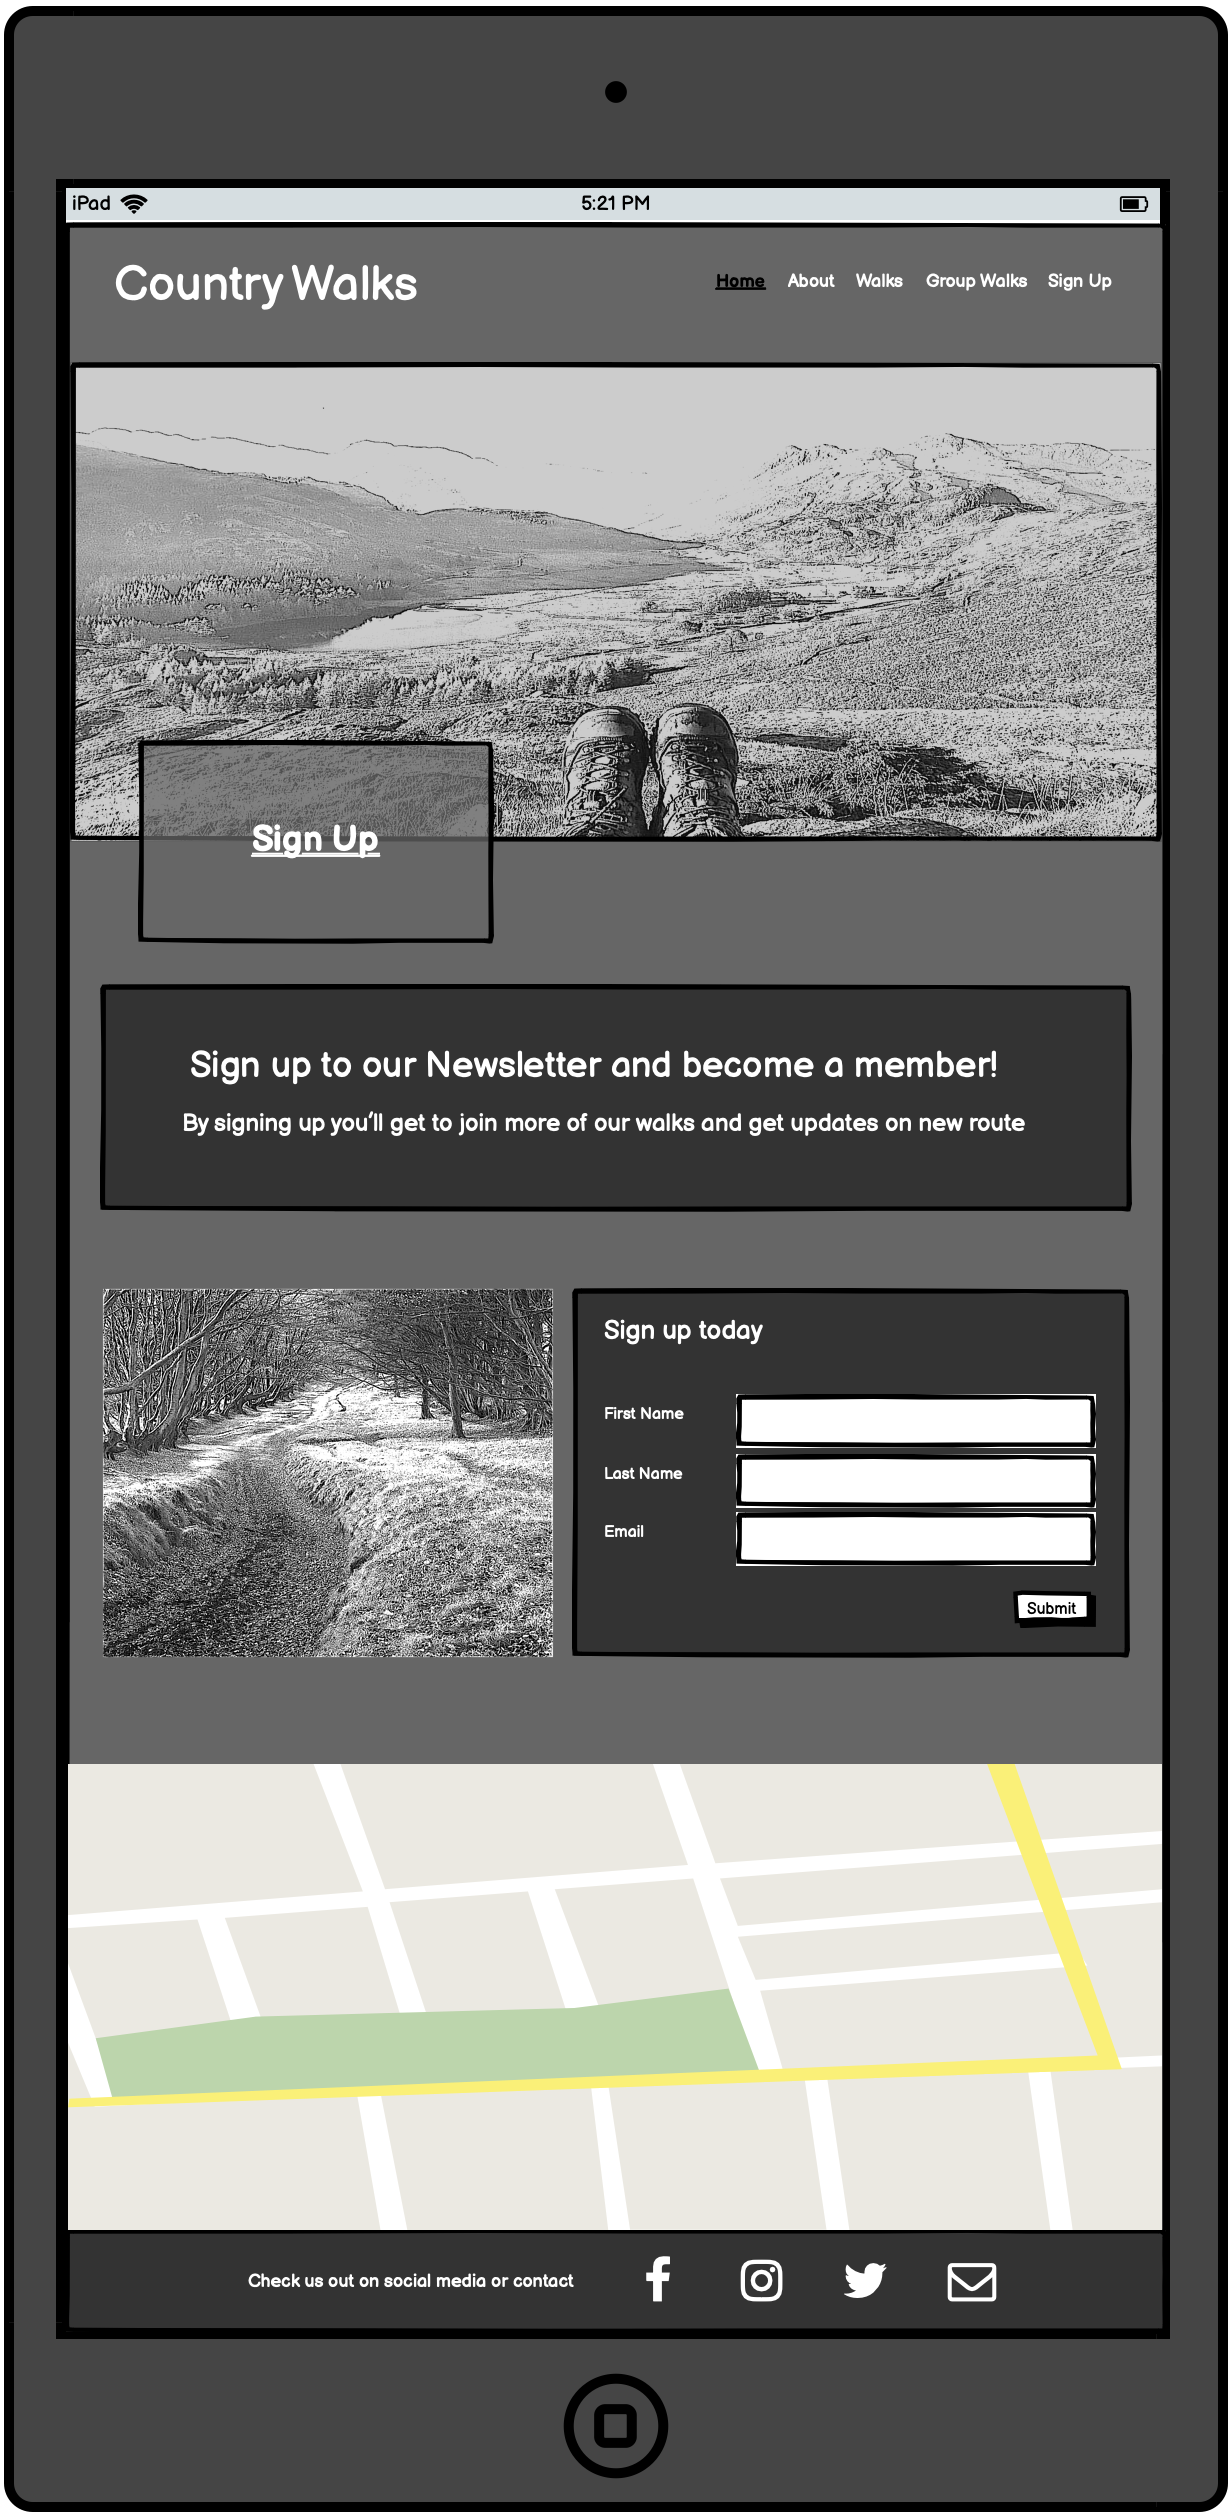 iPad 5:21 PM
Country Walks
Home About Walks Group Walks Sign Up
Sign Up
Sign up to our Newsletter and become a member!
By signing up you'll get to join more of our walks and get updates on new route
Sign up today
First Name
Last Name
Email
Submit
Check us out on social media or contact